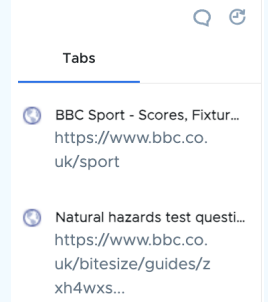 Tabs
BBC Sport - Scores, Fixtur...
https://www.bbc.co.
uk/sport
Natural hazards test questi...
https://www.bbc.co.
uk/bitesize/guides/z
xh4wxs...